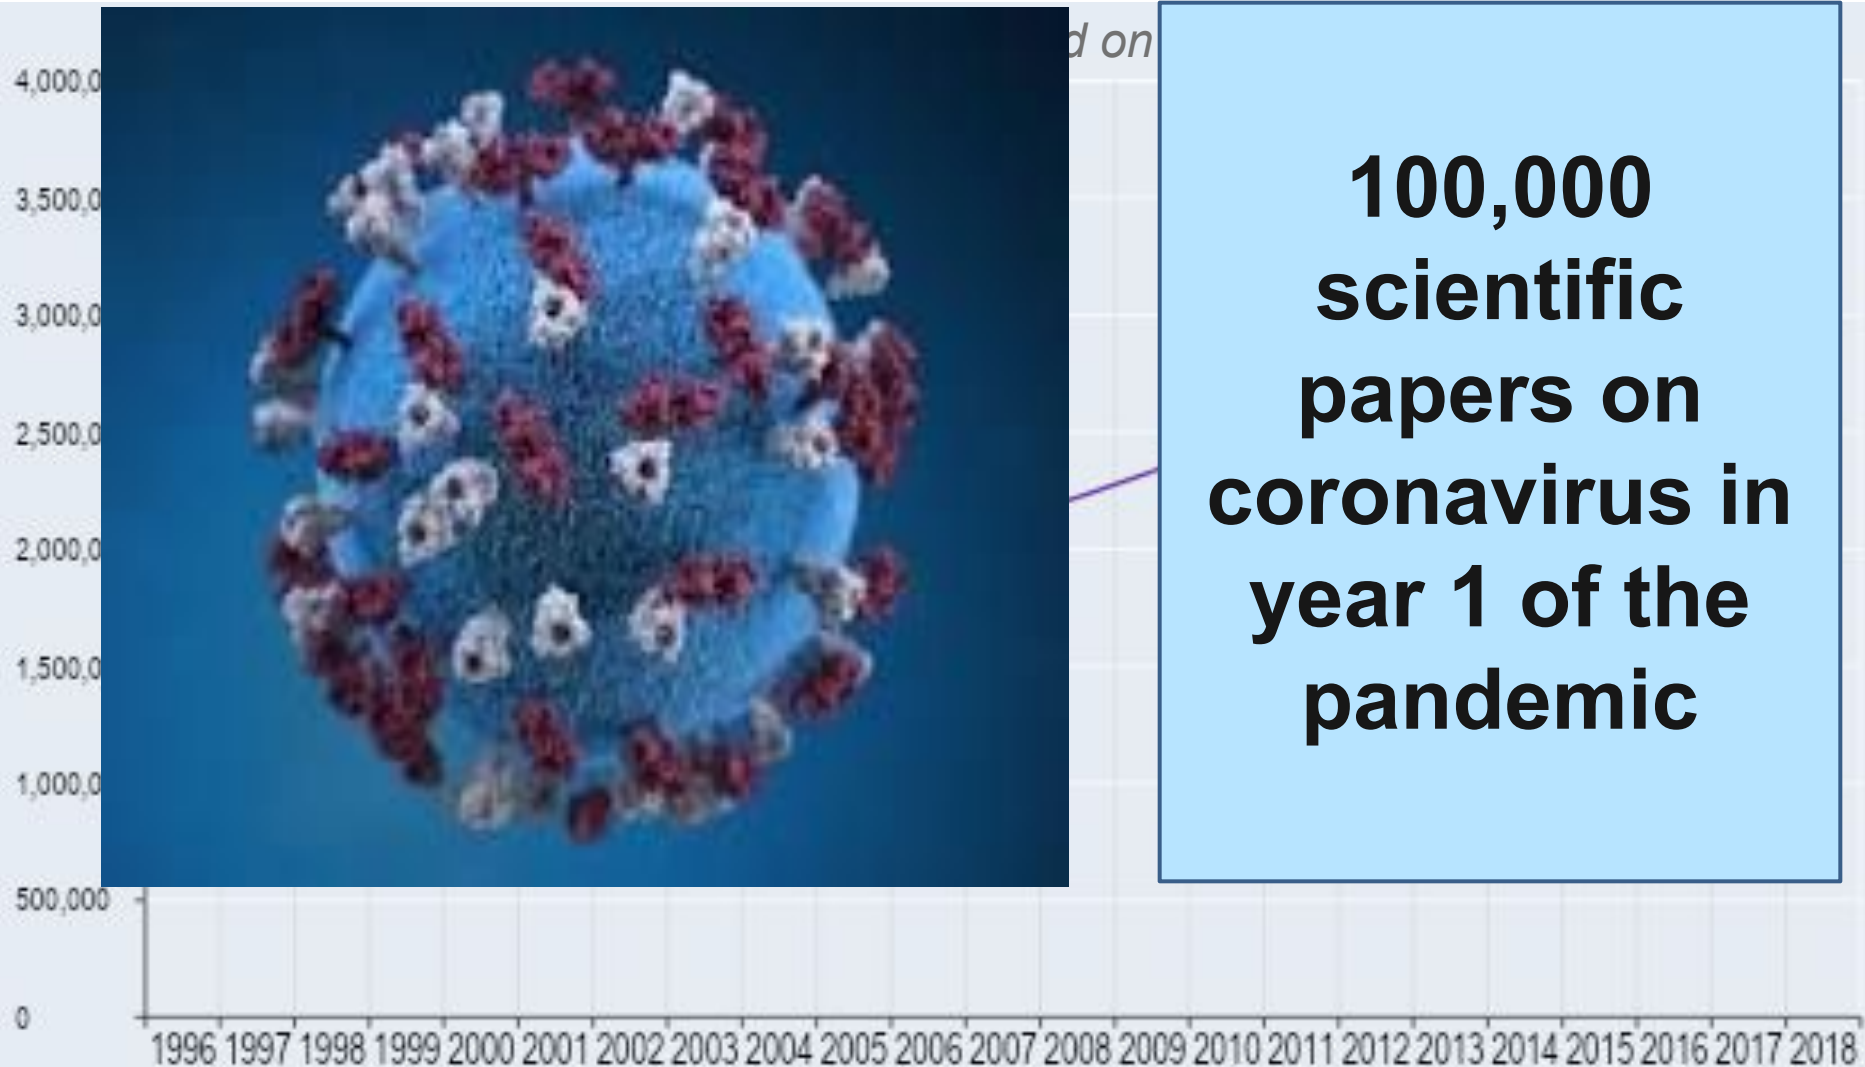 d on
4,000,0
3,500,0
3,000,0
2,500,0
2,000,0
1,500,0
1,000,0
500,000
0
1996 1997 1998 1999 2000 2001 2002 2003 2004 2005 2006 2007 2008 2009 2010 2011 2012 2013 2014 2015 2016 2017 2018
100,000
scientific
papers on
coronavirus in
year 1 of the
pandemic